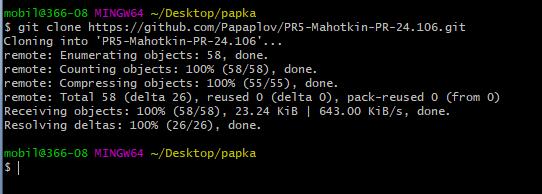 mobil@366-08 MINGW64 ~/Desktop/papka
$ git clone https://github.com/Papaplov/PR5-Mahotkin-PR-24.106.git
Cloning into 'PR5-Mahotkin-PR-24.106'...
remote: Enumerating objects: 58, done.
remote: Counting objects: 100% (58/58), done.
remote: Compressing objects: 100% (55/55), done.
remote: Total 58 (delta 26), reused 0 (delta 0), pack-reused 0 (from 0)
Receiving objects: 100% (58/58), 23.24 KiB | 643.00 KiB/s, done.
Resolving deltas: 100% (26/26), done.
mobil@366-08 MINGW64 ~/Desktop/papka
$